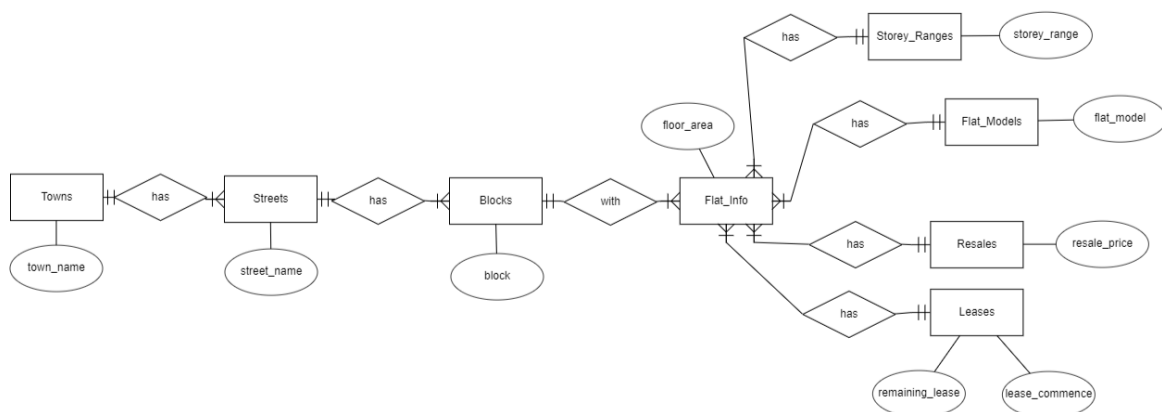 has
Storey_Ranges
storey_range
floor_area
has
Flat_Models
flat_model
Towns
has
Streets
has
Blocks
with
Flat_Info
town_name
street_name
block
has
Resales
resale_price
has
Leases
remaining_lease
lease_commence